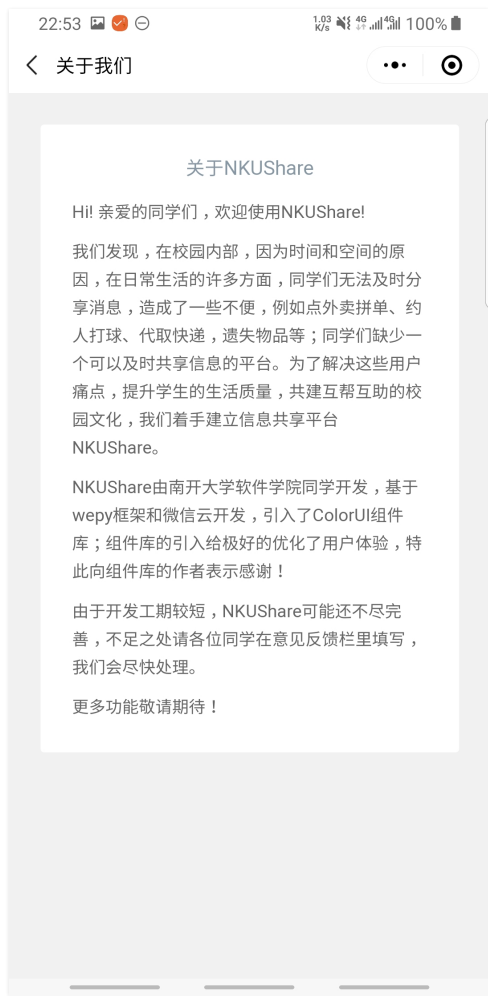 22:53
1.03 K/s 4G 4G 100%
关于我们
关于NKUShare
Hi! 亲爱的同学们，欢迎使用NKUShare!
我们发现，在校园内部，因为时间和空间的原
因，在日常生活的许多方面，同学们无法及时分
享消息，造成了一些不便，例如点外卖拼单、约
人打球、代取快递，遗失物品等；同学们缺少一
个可以及时共享信息的平台。为了解决这些用户
痛点，提升学生的生活质量，共建互帮互助的校
园文化，我们着手建立信息共享平台
NKUShare。
NKUShare由南开大学软件学院同学开发，基于
wepy框架和微信云开发，引入了ColorUI组件
库；组件库的引入给极好的优化了用户体验，特
此向组件库的作者表示感谢！
由于开发工期较短，NKUShare可能还不尽完
善，不足之处请各位同学在意见反馈栏里填写，
我们会尽快处理。
更多功能敬请期待！